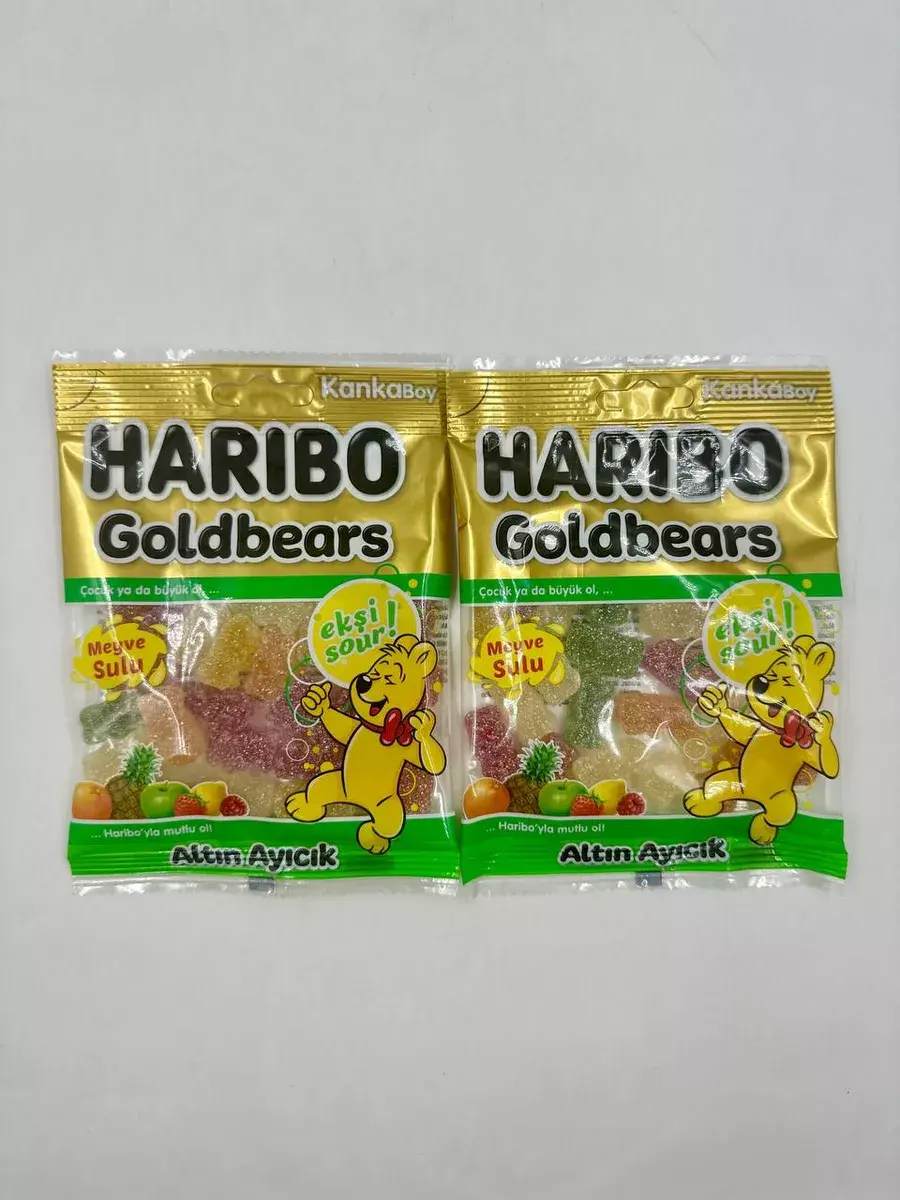 KankaBoy
HARIBO
Goldbears
Çocuk ya da büyük ol, ...
ekşi
sour!
Meyve
Sulu
... Haribo'yla mutlu ol!
Altın Ayıcık
KankaBoy
HARIBO
Goldbears
Çocuk ya da büyük ol, ...
ekşi
sour!
Meyve
Sulu
... Haribo'yla mutlu ol!
Altın Ayıcık